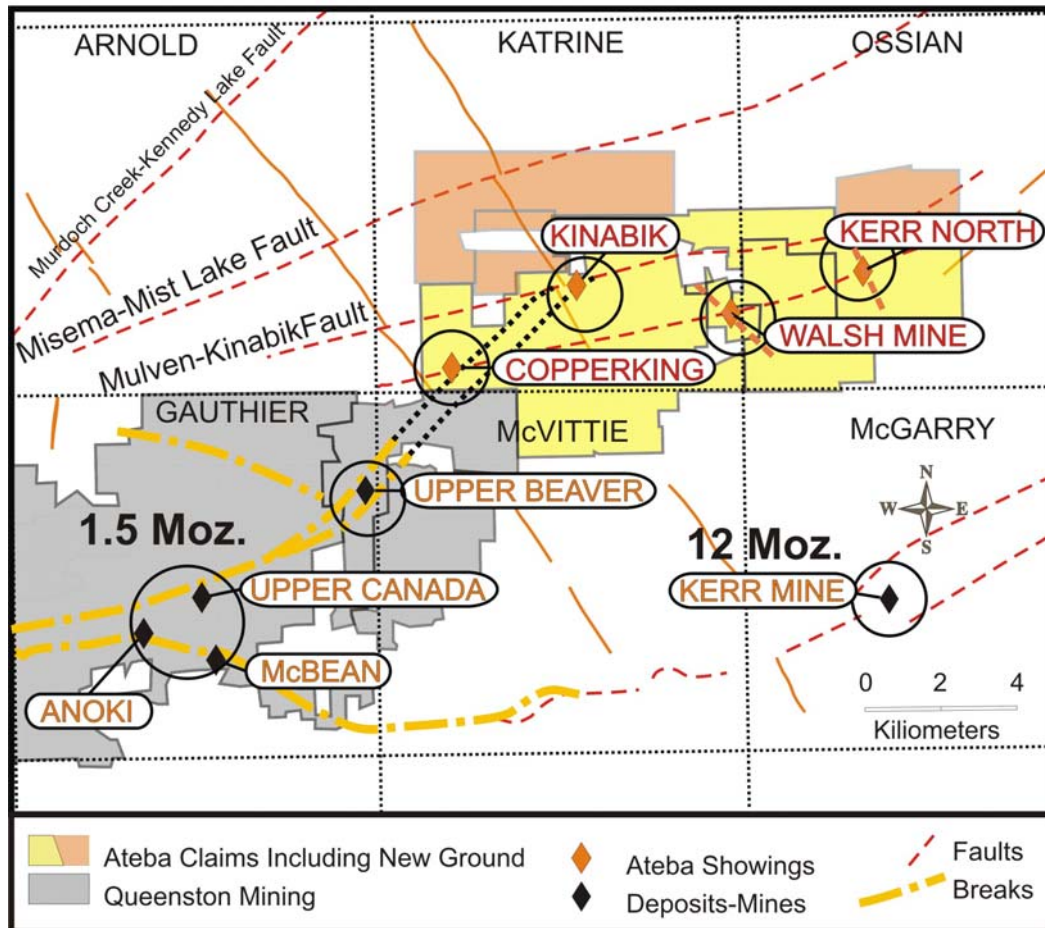 ARNOLD
KATRINE
OSSIAN
Murdoch Creek-Kennedy Lake Fault
Misema-Mist Lake Fault
Mulven-KinabikFault
KINABIK
KERR NORTH
WALSH MINE
COPPERKING
GAUTHIER
McVITTIE
McGARRY
N
W E
S
UPPER BEAVER
1.5 Moz.
12 Moz.
UPPER CANADA
KERR MINE
McBEAN
ANOKI
0 2 4
Kiliometers
Ateba Claims Including New Ground
Queenston Mining
Ateba Showings
Deposits-Mines
Faults
Breaks